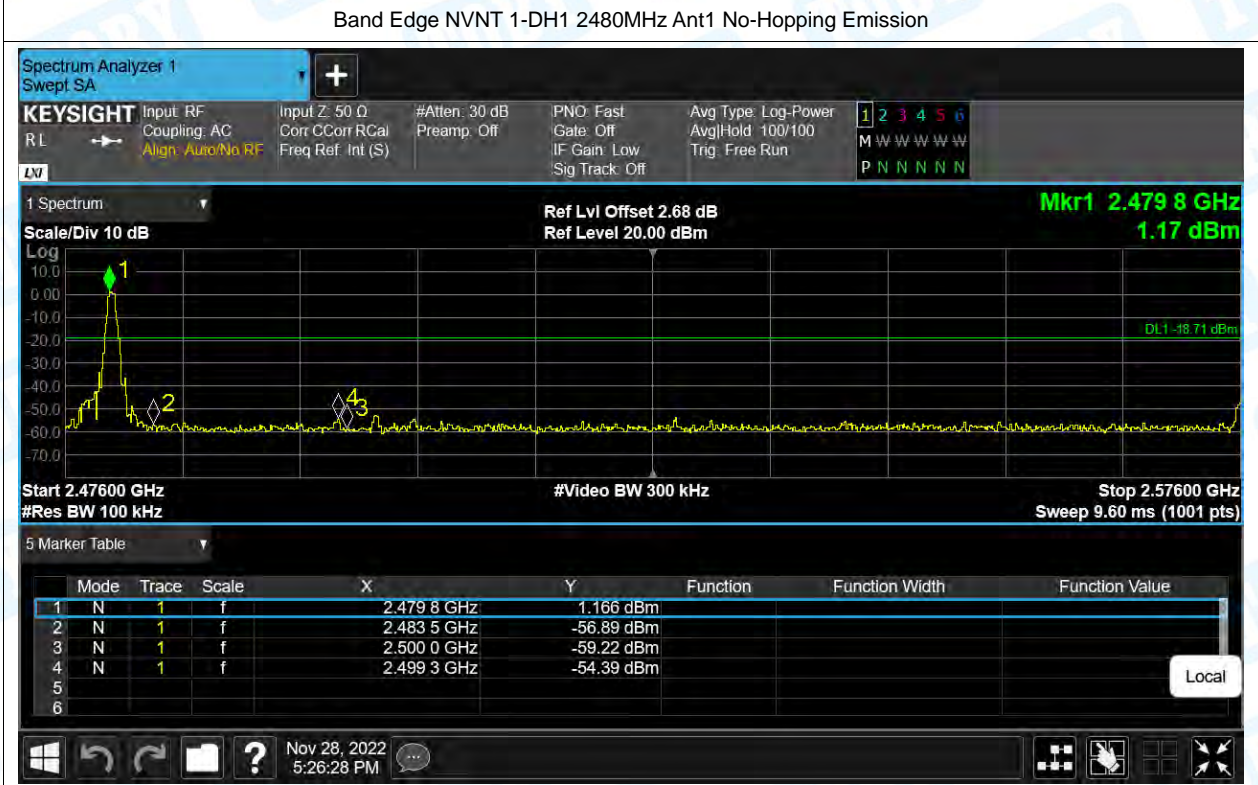 Band Edge NVNT 1-DH1 2480MHz Ant1 No-Hopping Emission
Spectrum Analyzer 1
Swept SA
+
KEYSIGHT Input: RF Input Z: 50 Ω #Atten: 30 dB PNO: Fast Avg Type: Log-Power 1 2 3 4 5 6
R L Coupling: AC Corr CCorr RCal Preamp: Off Gate: Off Avg|Hold: 100/100 M W W W W W
Align: Auto/No RF Freq Ref: Int (S) IF Gain: Low Trig: Free Run
LXI Sig Track: Off P N N N N N
1 Spectrum Ref Lvl Offset 2.68 dB Mkr1 2.479 8 GHz
Scale/Div 10 dB Ref Level 20.00 dBm 1.17 dBm
Log
10.0 1
0.00
-10.0
DL1 -18.71 dBm
-20.0
-30.0
-40.0
-50.0 2 4 3
-60.0
-70.0
Start 2.47600 GHz #Video BW 300 kHz Stop 2.57600 GHz
#Res BW 100 kHz Sweep 9.60 ms (1001 pts)
5 Marker Table
Mode Trace Scale X Y Function Function Width Function Value
1 N 1 f 2.479 8 GHz 1.166 dBm
2 N 1 f 2.483 5 GHz -56.89 dBm
3 N 1 f 2.500 0 GHz -59.22 dBm
4 N 1 f 2.499 3 GHz -54.39 dBm
Local
5
6
? Nov 28, 2022
5:26:28 PM